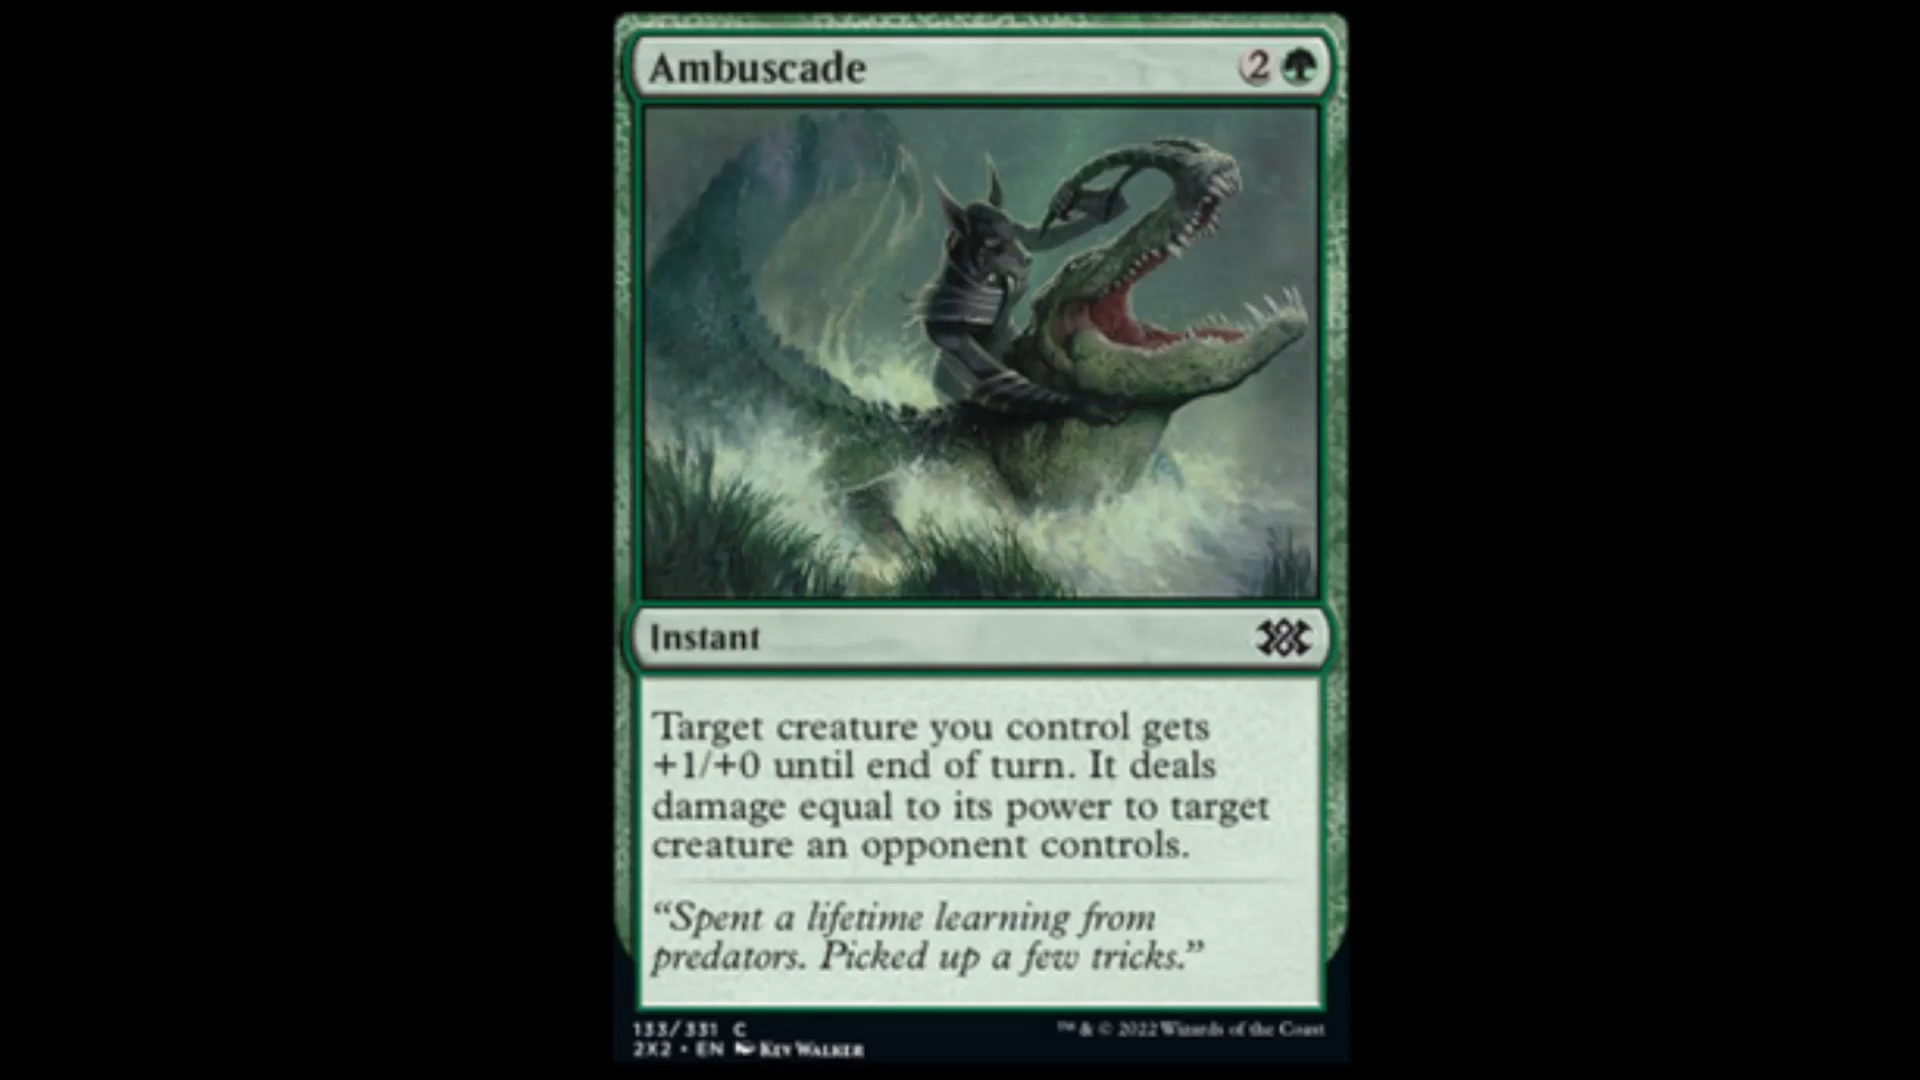 Ambuscade 2
Instant
Target creature you control gets
+1/+0 until end of turn. It deals
damage equal to its power to target
creature an opponent controls.
“Spent a lifetime learning from
predators. Picked up a few tricks.”
133/331 C
™ & © 2022 Wizards of the Coast
2X2 • EN Kev Walker